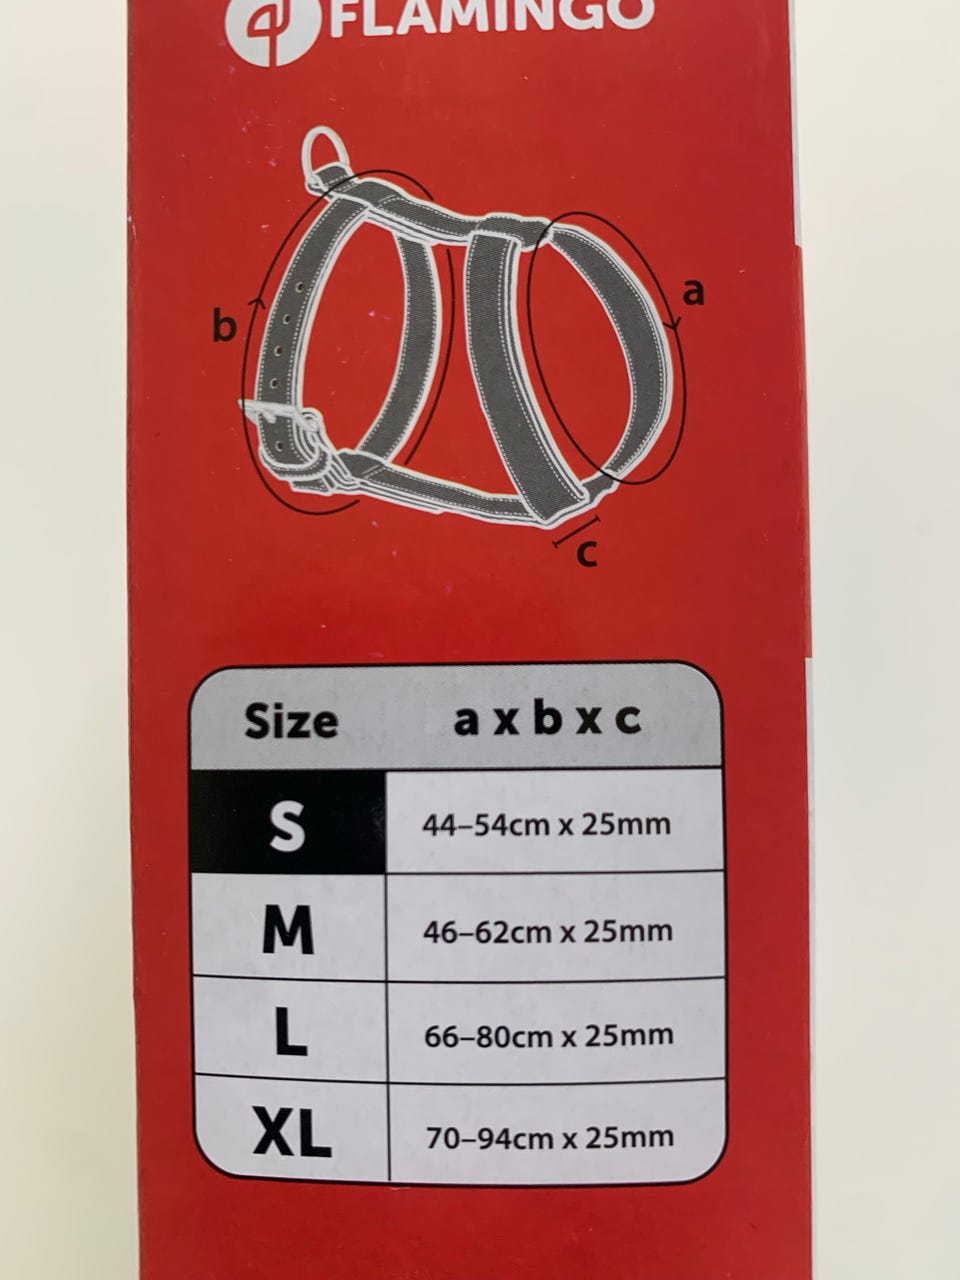 FLAMINGO
a
b
c
Size a x b x c
S 44–54cm x 25mm
M 46–62cm x 25mm
L 66–80cm x 25mm
XL 70–94cm x 25mm